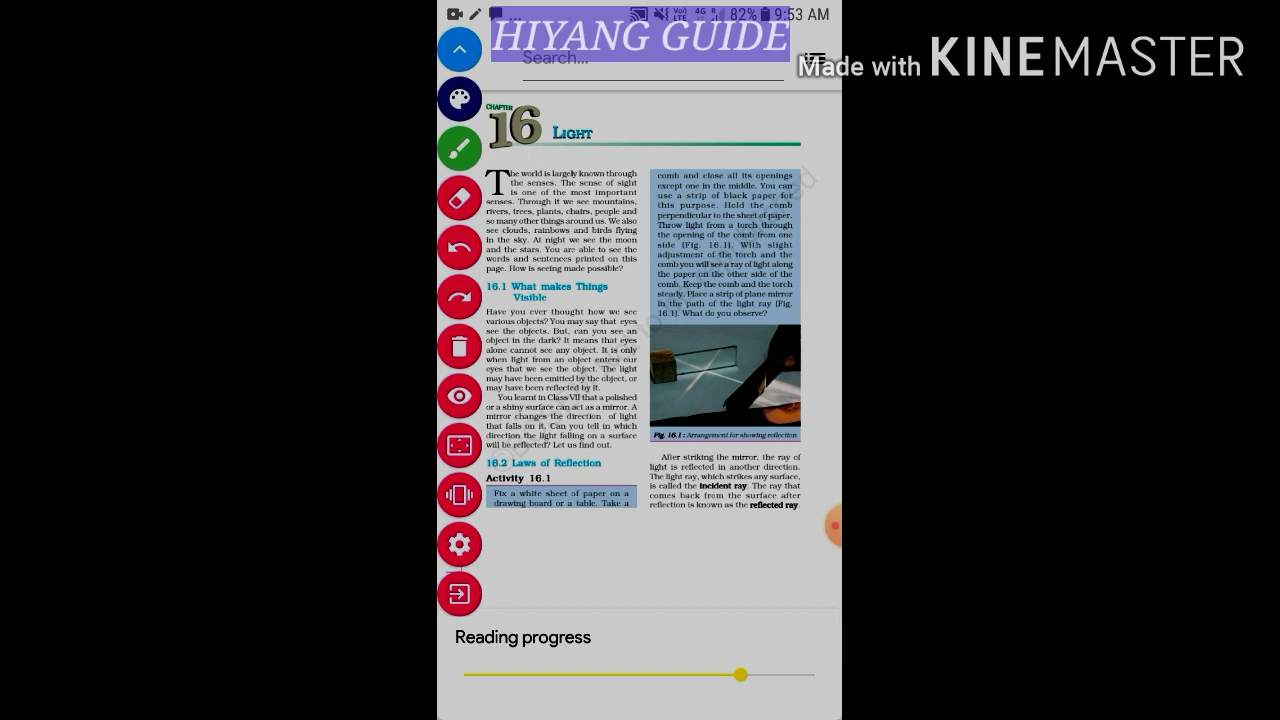 ... VoI) LTE 4G R 82% 9:53 AM
HIYANG GUIDE
Search...
Made with KINEMASTER
CHAPTER
16 LIGHT
The world is largely known through
the senses. The sense of sight
is one of the most important
senses. Through it we see mountains,
rivers, trees, plants, chairs, people and
so many other things around us. We also
see clouds, rainbows and birds flying
in the sky. At night we see the moon
and the stars. You are able to see the
words and sentences printed on this
page. How is seeing made possible?
16.1 What makes Things
Visible
Have you ever thought how we see
various objects? You may say that eyes
see the objects. But, can you see an
object in the dark? It means that eyes
alone cannot see any object. It is only
when light from an object enters our
eyes that we see the object. The light
may have been emitted by the object, or
may have been reflected by it.
You learnt in Class VII that a polished
or a shiny surface can act as a mirror. A
mirror changes the direction of light
that falls on it. Can you tell in which
direction the light falling on a surface
will be reflected? Let us find out.
16.2 Laws of Reflection
Activity 16.1
Fix a white sheet of paper on a
drawing board or a table. Take a
comb and close all its openings
except one in the middle. You can
use a strip of black paper for
this purpose. Hold the comb
perpendicular to the sheet of paper.
Throw light from a torch through
the opening of the comb from one
side (Fig. 16.1). With slight
adjustment of the torch and the
comb you will see a ray of light along
the paper on the other side of the
comb. Keep the comb and the torch
steady. Place a strip of plane mirror
in the path of the light ray (Fig.
16.1). What do you observe?
Fig. 16.1 : Arrangement for showing reflection
After striking the mirror, the ray of
light is reflected in another direction.
The light ray, which strikes any surface,
is called the incident ray. The ray that
comes back from the surface after
reflection is known as the reflected ray.
Reading progress